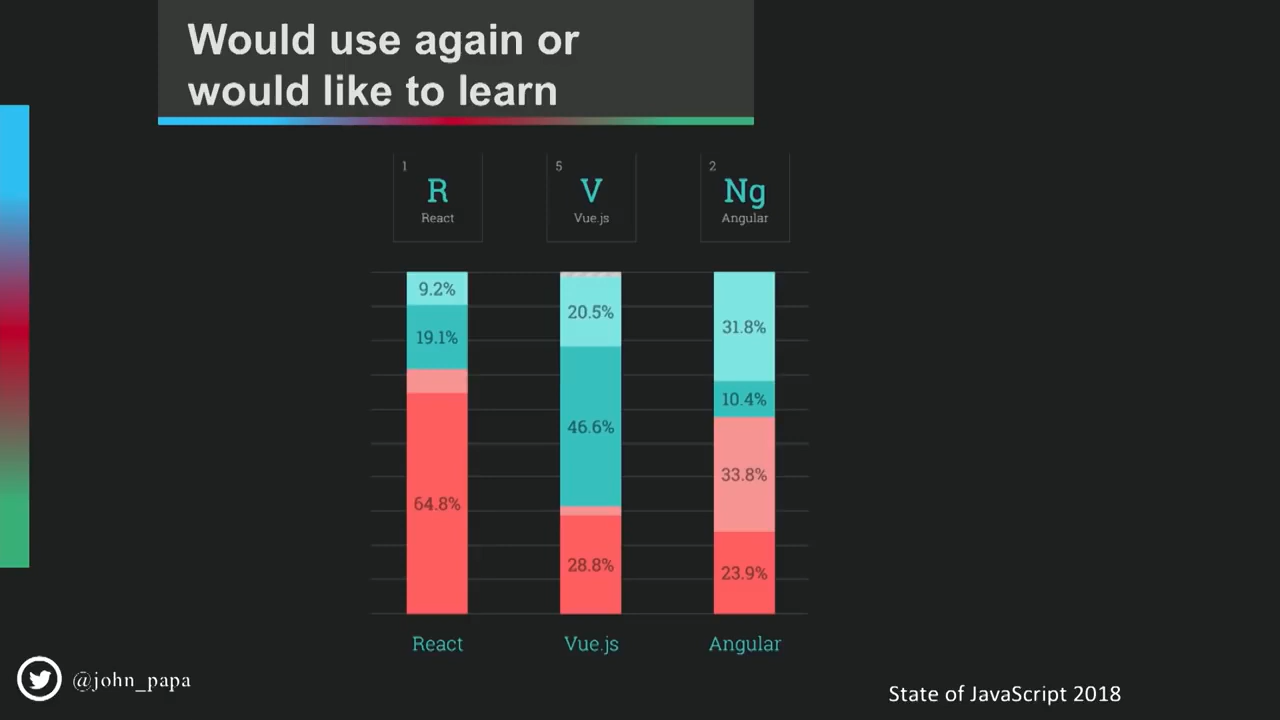 Would use again or
would like to learn
1
R
React
5
V
Vue.js
2
Ng
Angular
9.2%
19.1%
64.8%
20.5%
46.6%
28.8%
31.8%
10.4%
33.8%
23.9%
React
Vue.js
Angular
@john_papa
State of JavaScript 2018